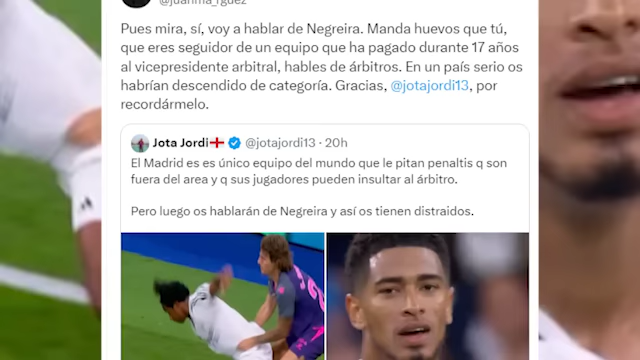 @juanma_rguez
Pues mira, sí, voy a hablar de Negreira. Manda huevos que tú,
que eres seguidor de un equipo que ha pagado durante 17 años
al vicepresidente arbitral, hables de árbitros. En un país serio os
habrían descendido de categoría. Gracias, @jotajordi13, por
recordármelo.
Jota Jordi @jotajordi13 · 20h
El Madrid es es único equipo del mundo que le pitan penaltis q son
fuera del area y q sus jugadores pueden insultar al árbitro.
Pero luego os hablarán de Negreira y así os tienen distraidos.